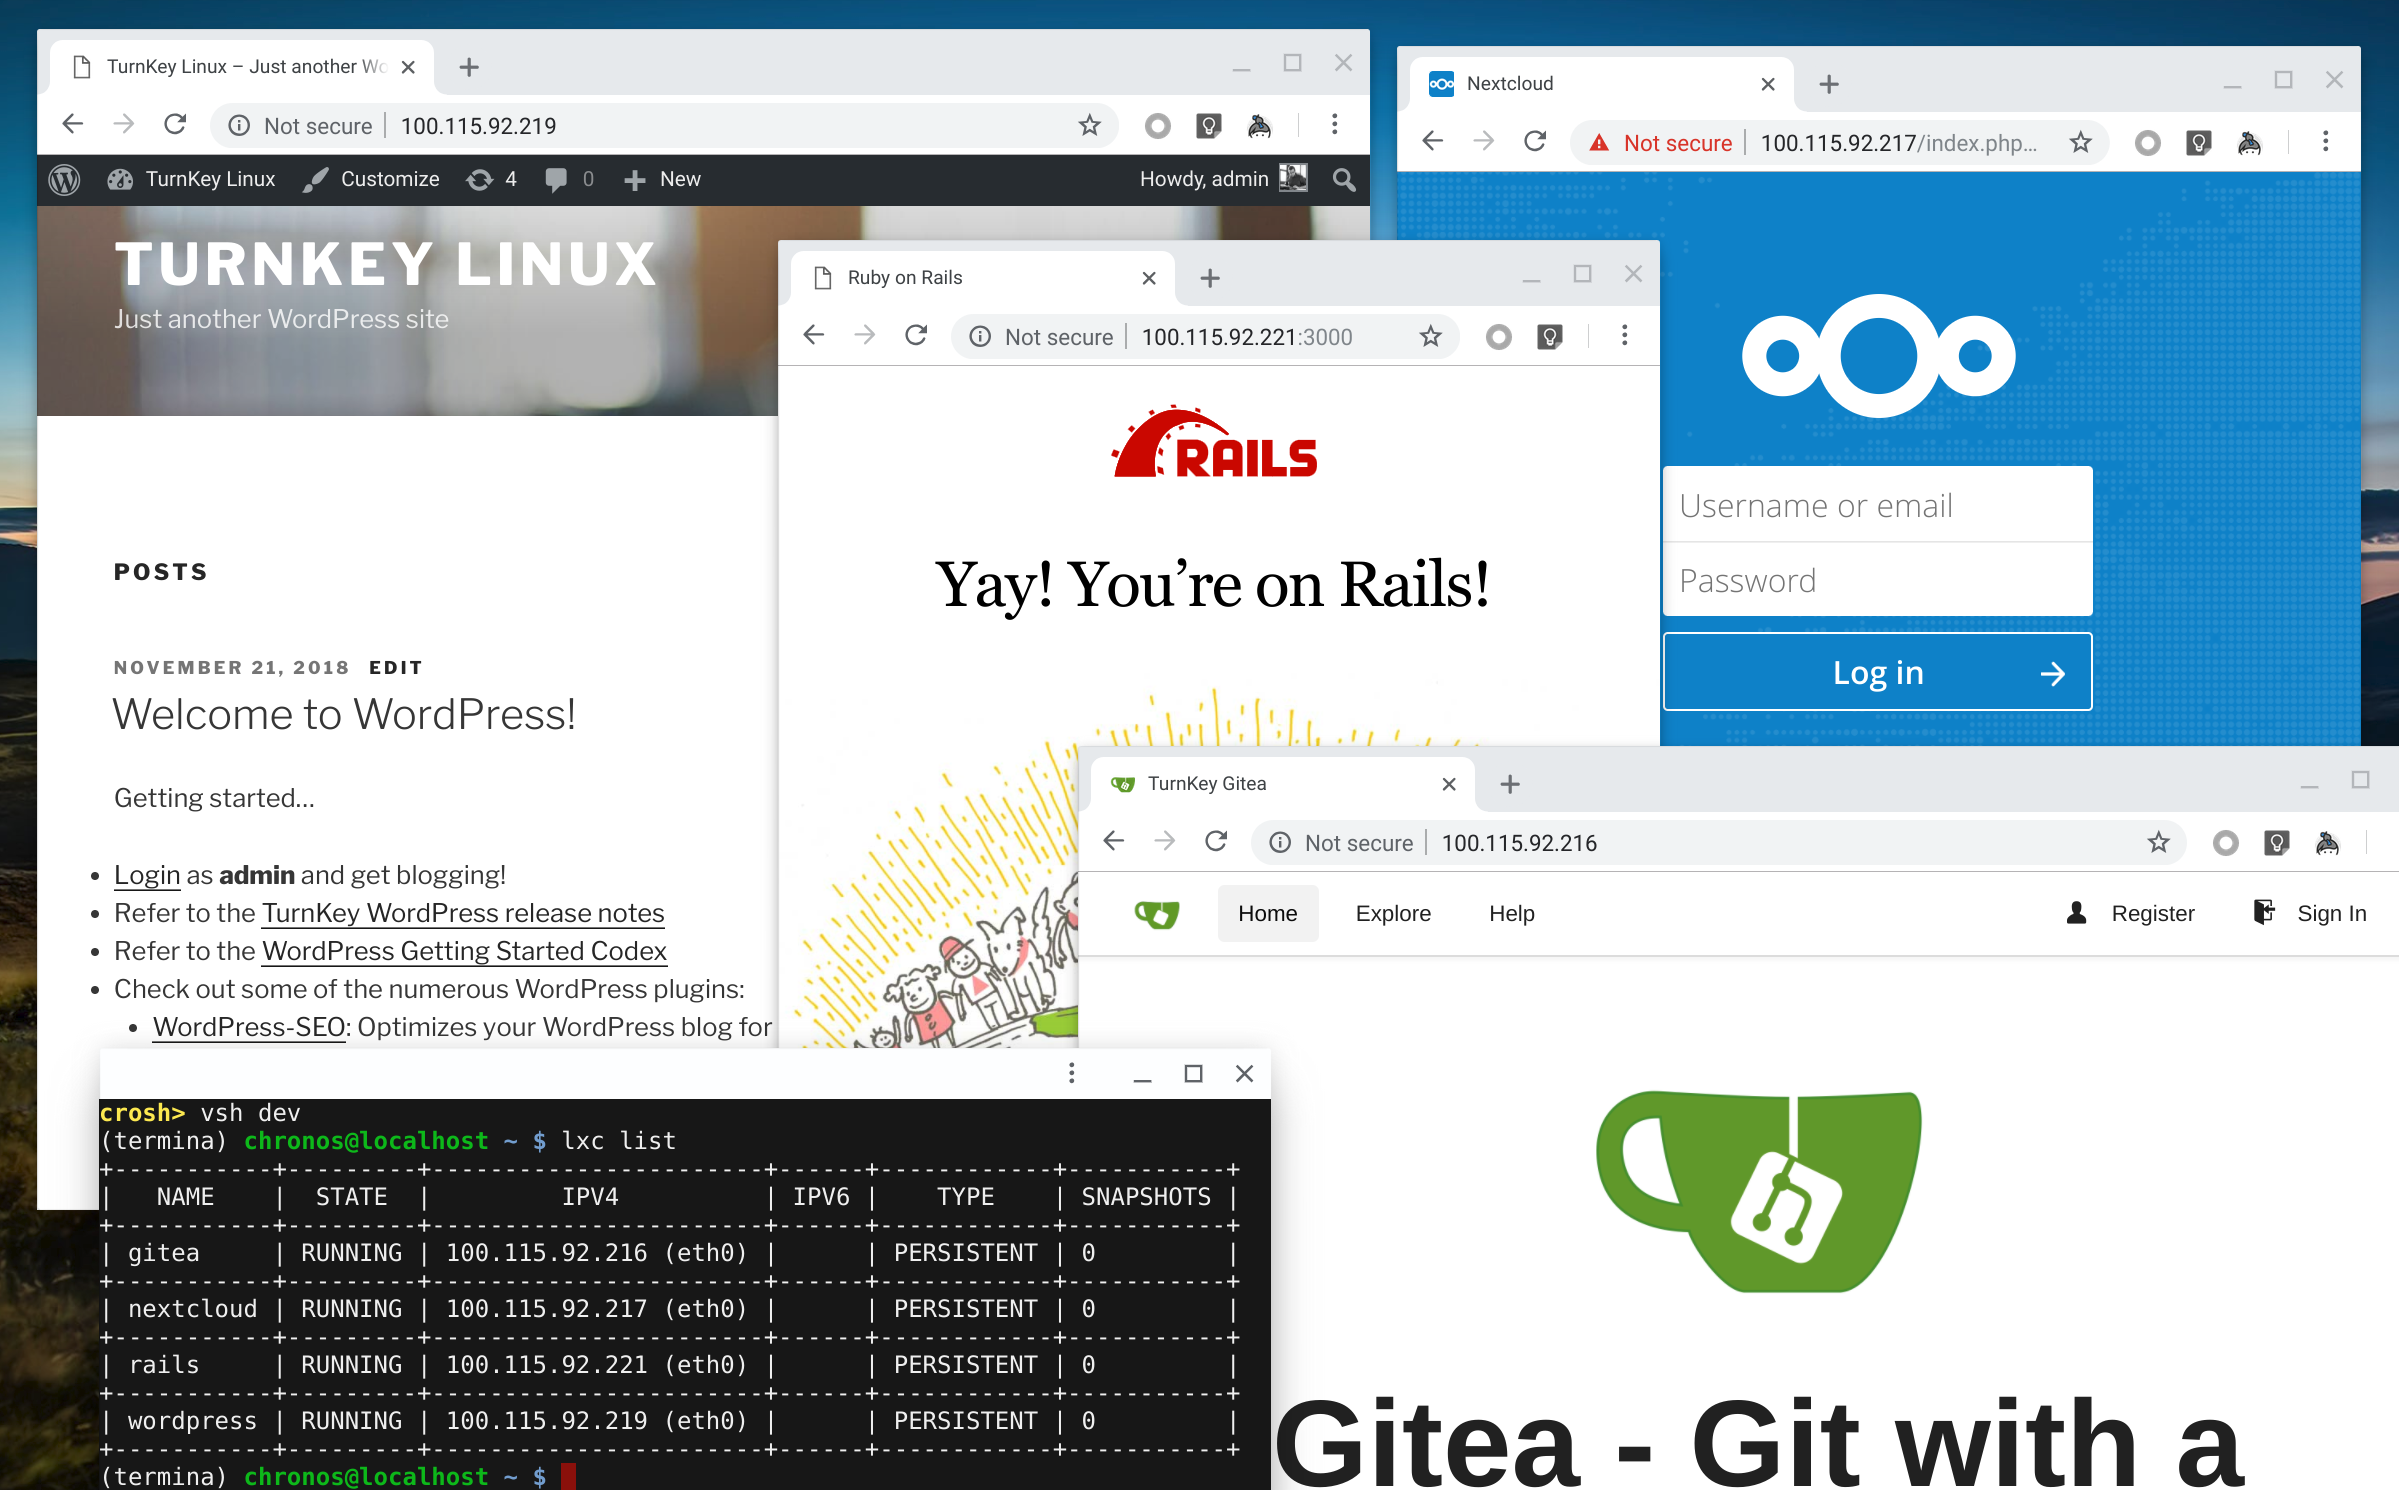 TurnKey Linux – Just another Wo
Not secure 100.115.92.219
TurnKey Linux Customize 4 0 New Howdy, admin
TURNKEY LINUX
Just another WordPress site
POSTS
NOVEMBER 21, 2018 EDIT
Welcome to WordPress!
Getting started...
• Login as admin and get blogging!
• Refer to the TurnKey WordPress release notes
• Refer to the WordPress Getting Started Codex
• Check out some of the numerous WordPress plugins:
• WordPress-SEO: Optimizes your WordPress blog for
Nextcloud
Not secure 100.115.92.217/index.php...
Username or email
Password
Log in
Ruby on Rails
Not secure 100.115.92.221:3000
RAILS
Yay! You’re on Rails!
TurnKey Gitea
Not secure 100.115.92.216
Home Explore Help Register Sign In
Gitea - Git with a
crosh> vsh dev
(termina) chronos@localhost ~ $ lxc list
+-----------+---------+-----------------------+------+------------+-----------+
|   NAME    |  STATE  |         IPV4          | IPV6 |    TYPE    | SNAPSHOTS |
+-----------+---------+-----------------------+------+------------+-----------+
| gitea     | RUNNING | 100.115.92.216 (eth0) |      | PERSISTENT | 0         |
+-----------+---------+-----------------------+------+------------+-----------+
| nextcloud | RUNNING | 100.115.92.217 (eth0) |      | PERSISTENT | 0         |
+-----------+---------+-----------------------+------+------------+-----------+
| rails     | RUNNING | 100.115.92.221 (eth0) |      | PERSISTENT | 0         |
+-----------+---------+-----------------------+------+------------+-----------+
| wordpress | RUNNING | 100.115.92.219 (eth0) |      | PERSISTENT | 0         |
+-----------+---------+-----------------------+------+------------+-----------+
(termina) chronos@localhost ~ $